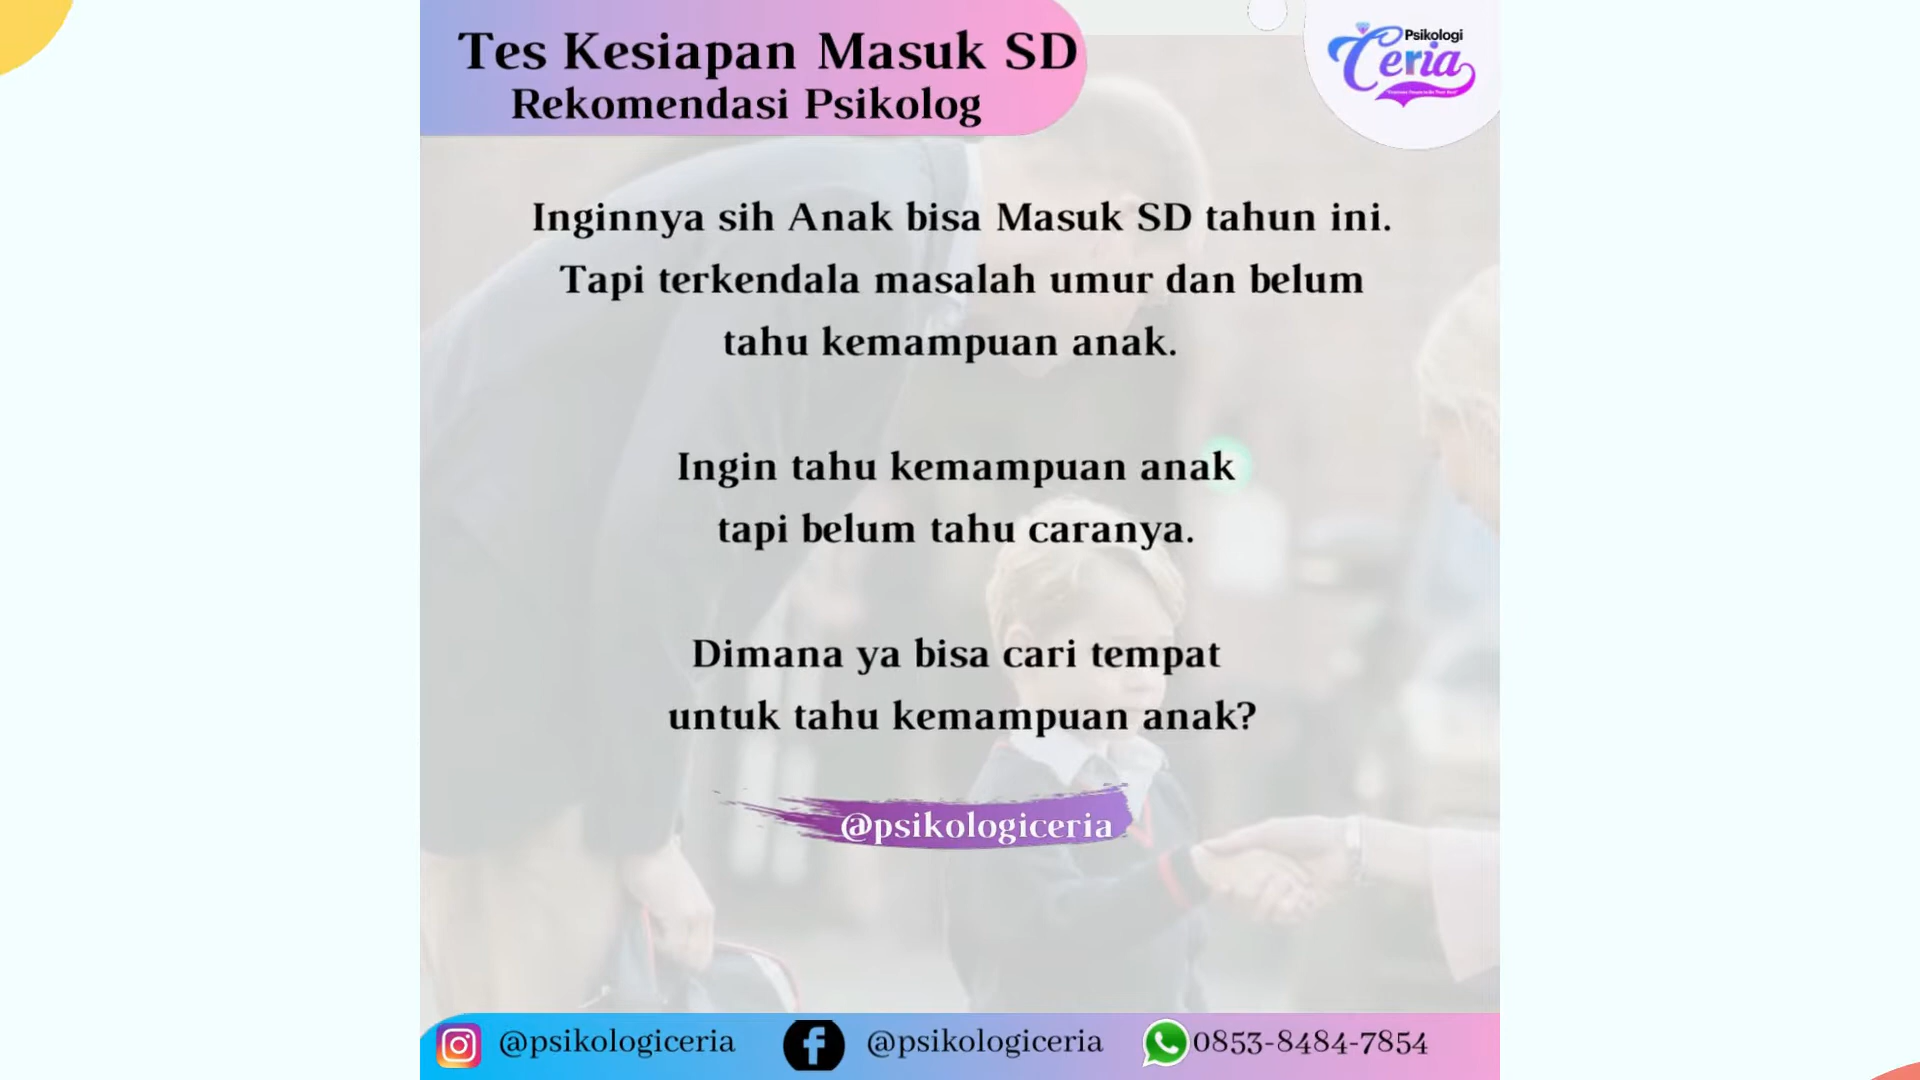 Tes Kesiapan Masuk SD
Rekomendasi Psikolog
Psikologi
Ceria
Inginnya sih Anak bisa Masuk SD tahun ini.
Tapi terkendala masalah umur dan belum
tahu kemampuan anak.
Ingin tahu kemampuan anak
tapi belum tahu caranya.
Dimana ya bisa cari tempat
untuk tahu kemampuan anak?
@psikologiceria
@psikologiceria
@psikologiceria
0853-8484-7854